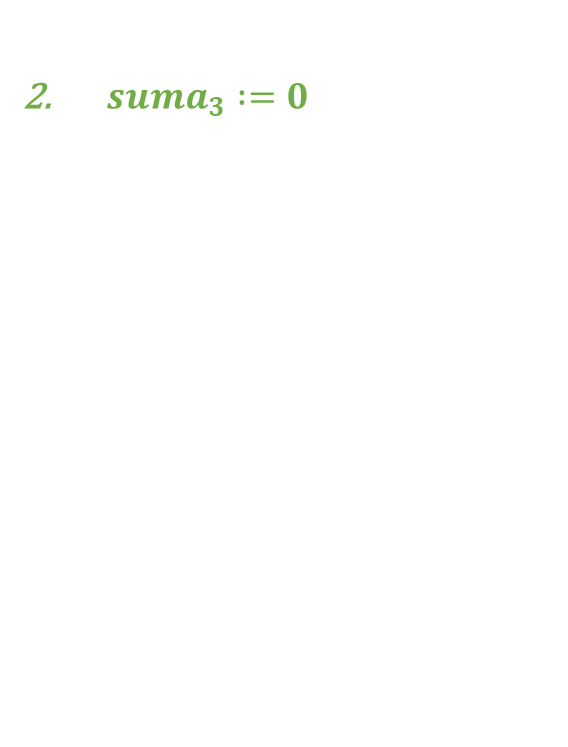 2. suma₃ := 0